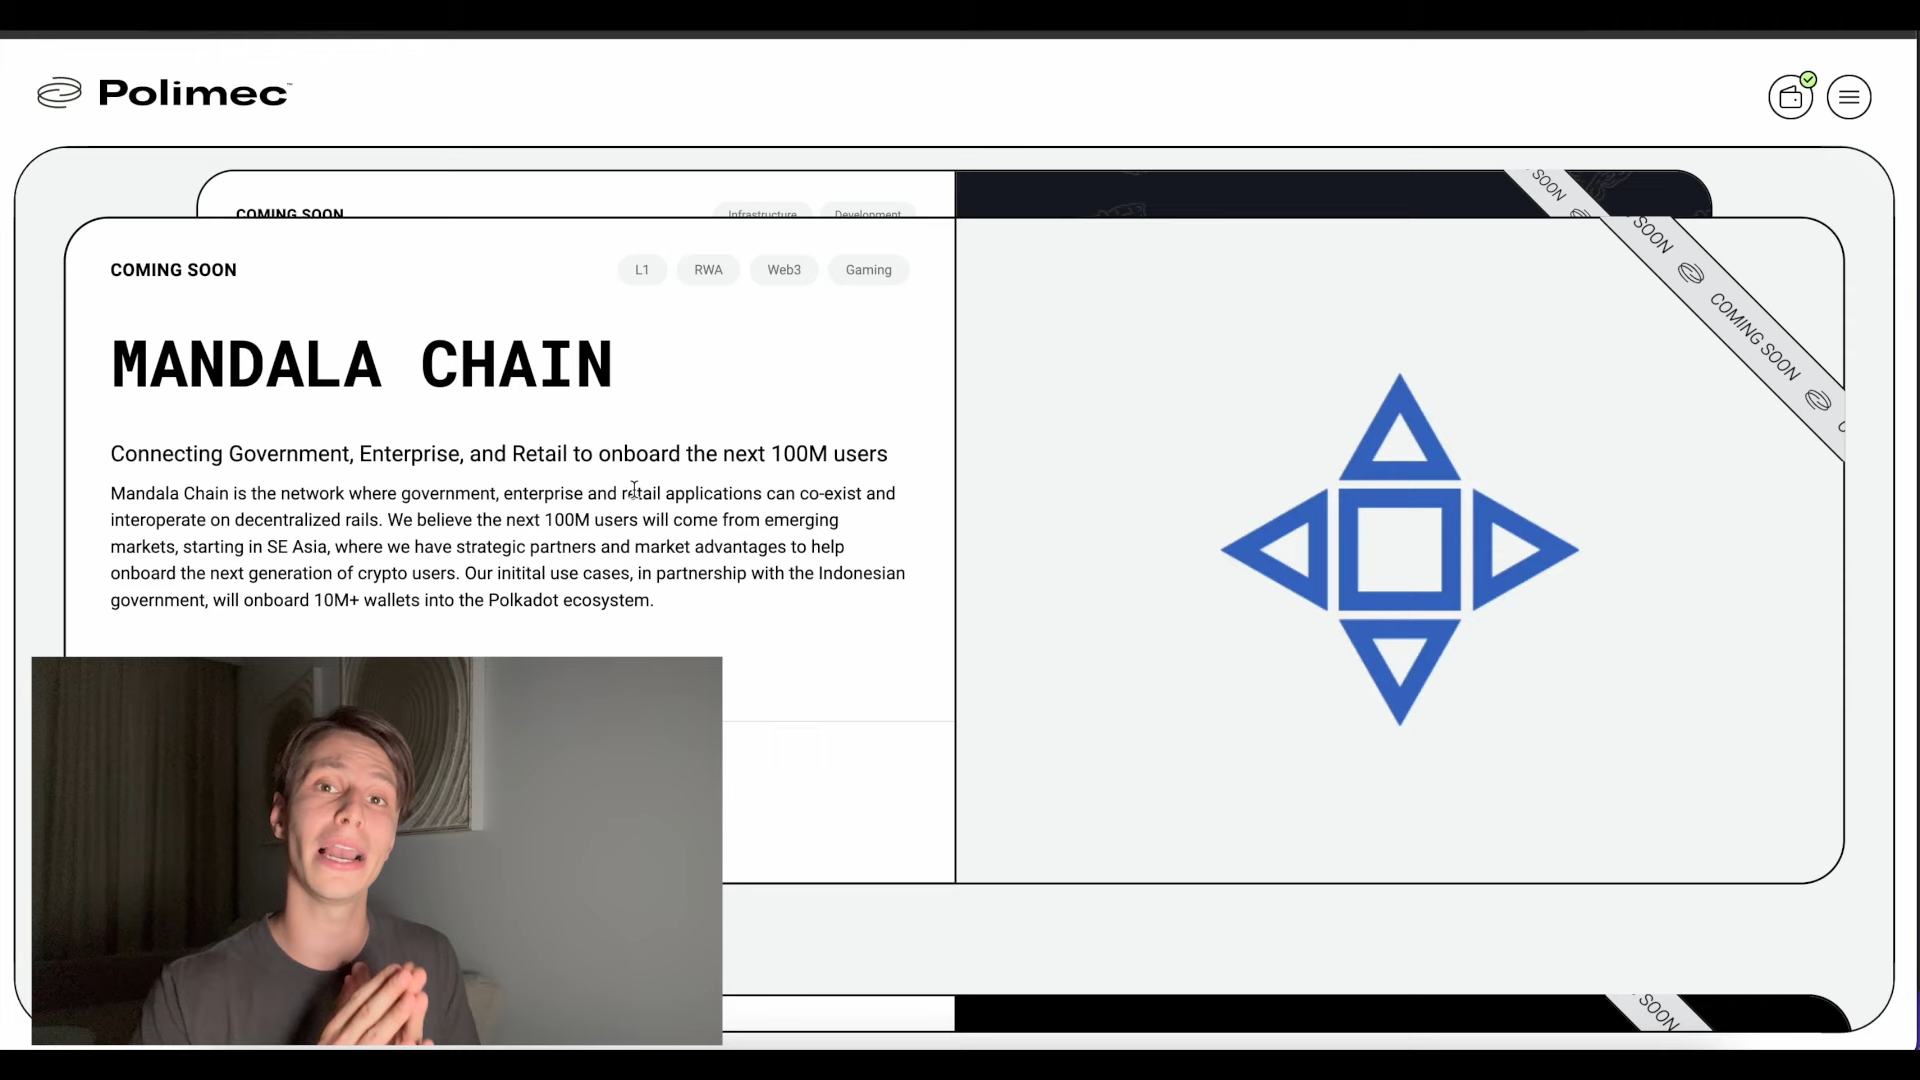 Polimec™
COMING SOON
Infrastructure
Development
SOON
COMING SOON
L1
RWA
Web3
Gaming
SOON
COMING SOON
MANDALA CHAIN
Connecting Government, Enterprise, and Retail to onboard the next 100M users
Mandala Chain is the network where government, enterprise and retail applications can co-exist and
interoperate on decentralized rails. We believe the next 100M users will come from emerging
markets, starting in SE Asia, where we have strategic partners and market advantages to help
onboard the next generation of crypto users. Our initital use cases, in partnership with the Indonesian
government, will onboard 10M+ wallets into the Polkadot ecosystem.
SOON